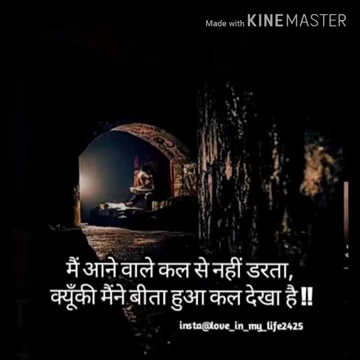 Made with KINEMASTER
मैं आने वाले कल से नहीं डरता,
क्यूँकी मैंने बीता हुआ कल देखा है !!
insta@love_in_my_life2425